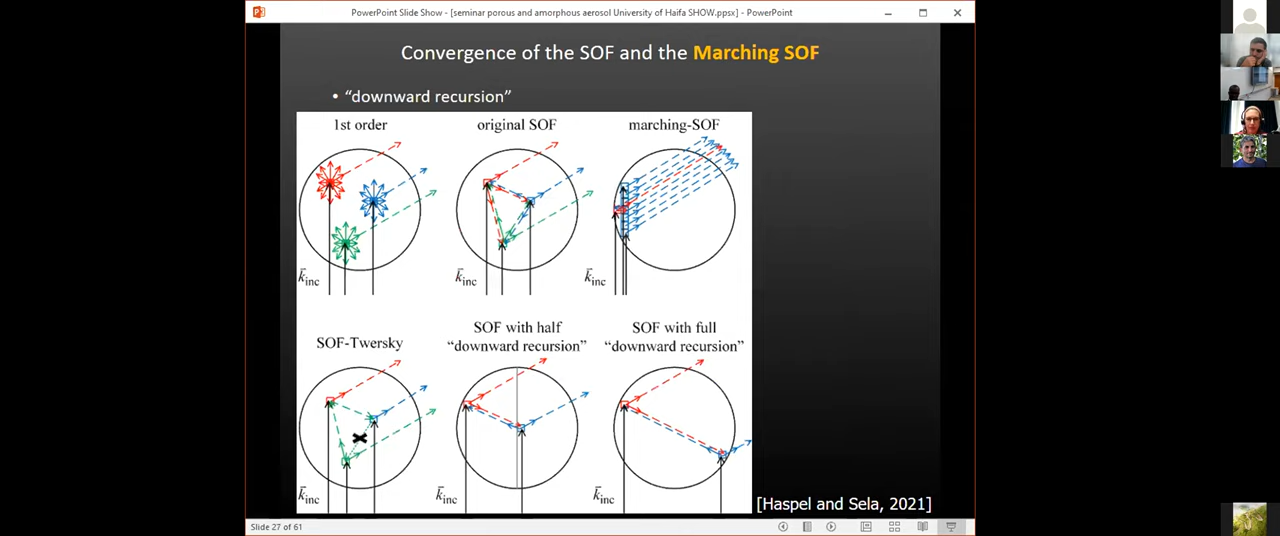 PowerPoint Slide Show - [seminar porous and amorphous aerosol University of Haifa SHOW.ppsx] - PowerPoint
Convergence of the SOF and the Marching SOF
• “downward recursion”
1st order
original SOF
marching-SOF
k⃗inc
k⃗inc
k⃗inc
SOF-Twersky
SOF with half
“downward recursion”
SOF with full
“downward recursion”
k⃗inc
k⃗inc
k⃗inc
[Haspel and Sela, 2021]
Slide 27 of 61